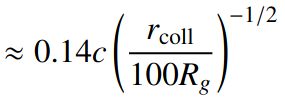 ≈ 0.14c (r_coll / 100R_g)^{−1/2}